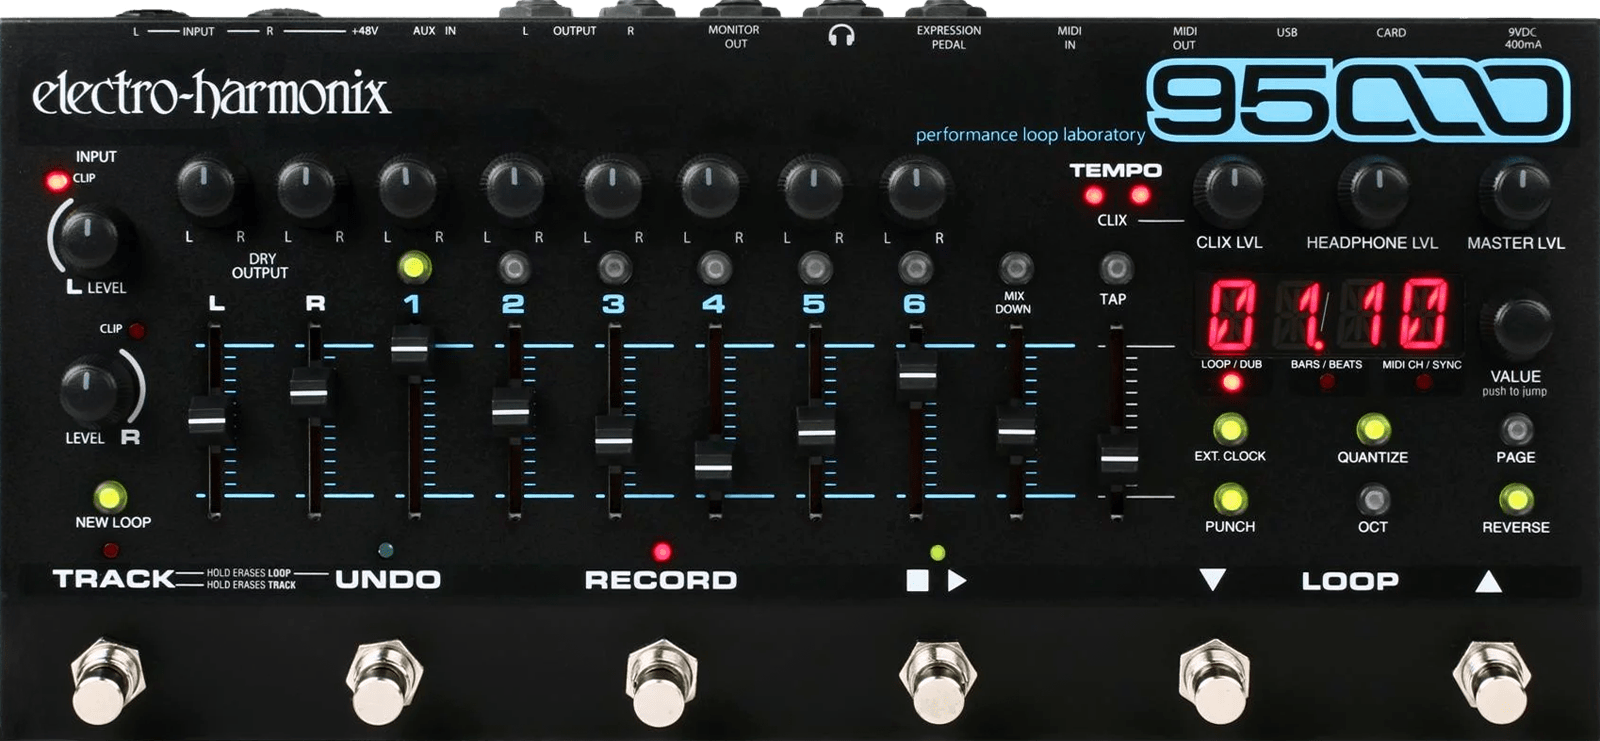 L INPUT R +48V AUX IN L OUTPUT R MONITOR OUT EXPRESSION PEDAL MIDI IN MIDI OUT USB CARD 9VDC 400mA
electro-harmonix
95000
performance loop laboratory
INPUT
CLIP
TEMPO
CLIX
L R L R L R L R L R L R L R L R
CLIX LVL HEADPHONE LVL MASTER LVL
DRY OUTPUT
L LEVEL
L R 1 2 3 4 5 6 MIX DOWN TAP
01.10
CLIP
LOOP / DUB BARS / BEATS MIDI CH / SYNC
VALUE
push to jump
LEVEL R
EXT. CLOCK QUANTIZE PAGE
NEW LOOP
PUNCH OCT REVERSE
TRACK HOLD ERASES LOOP
HOLD ERASES TRACK
UNDO RECORD LOOP